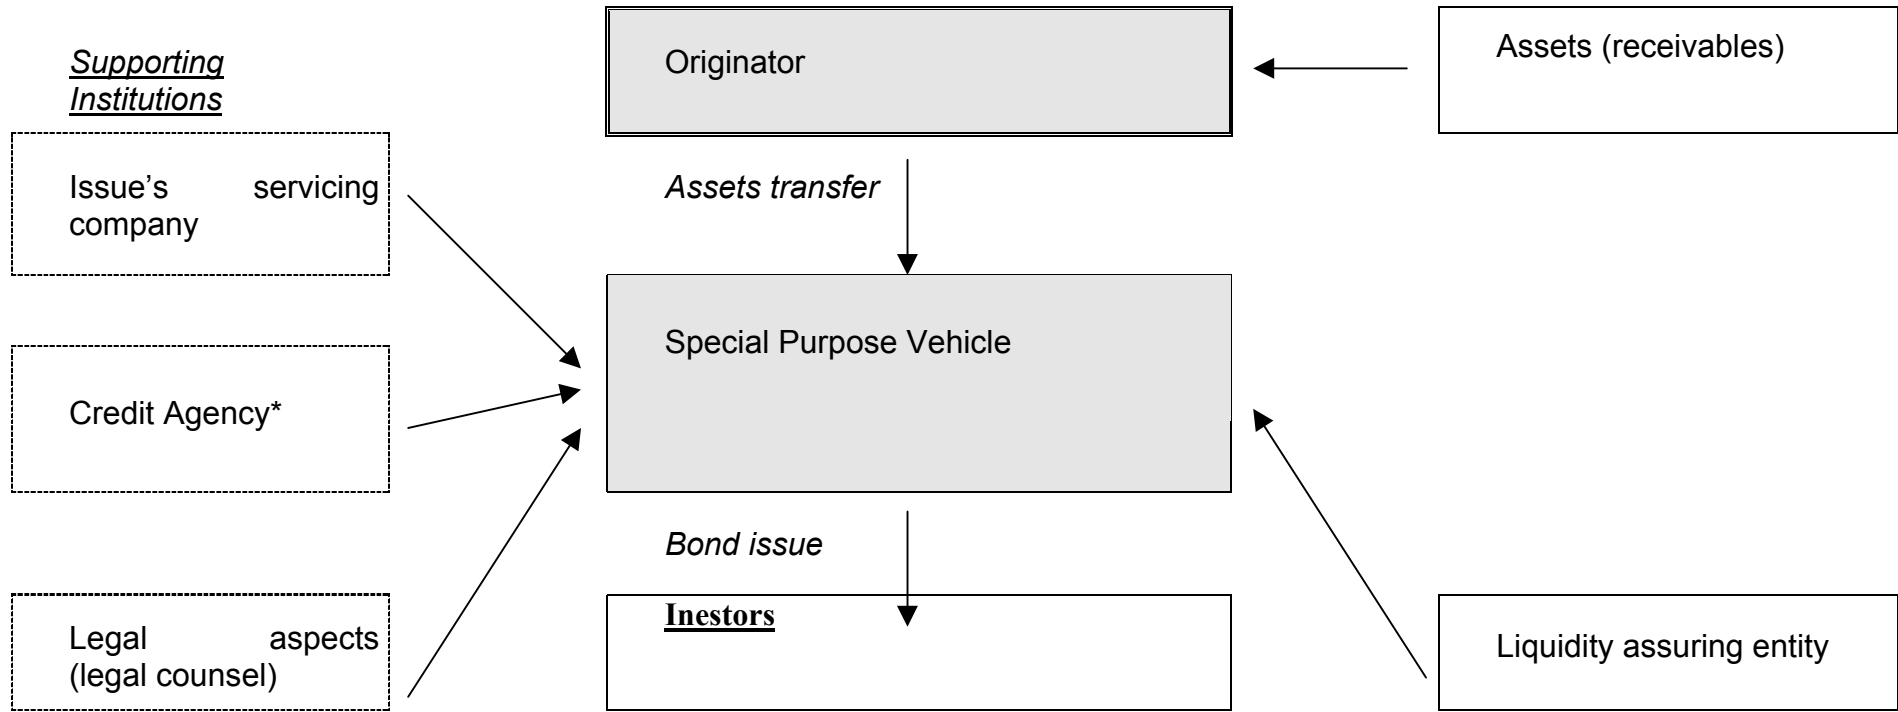 Supporting
Institutions
Originator
Assets (receivables)
Issue's servicing
company
Assets transfer
Special Purpose Vehicle
Credit Agency*
Bond issue
Inestors
Legal aspects
(legal counsel)
Liquidity assuring entity